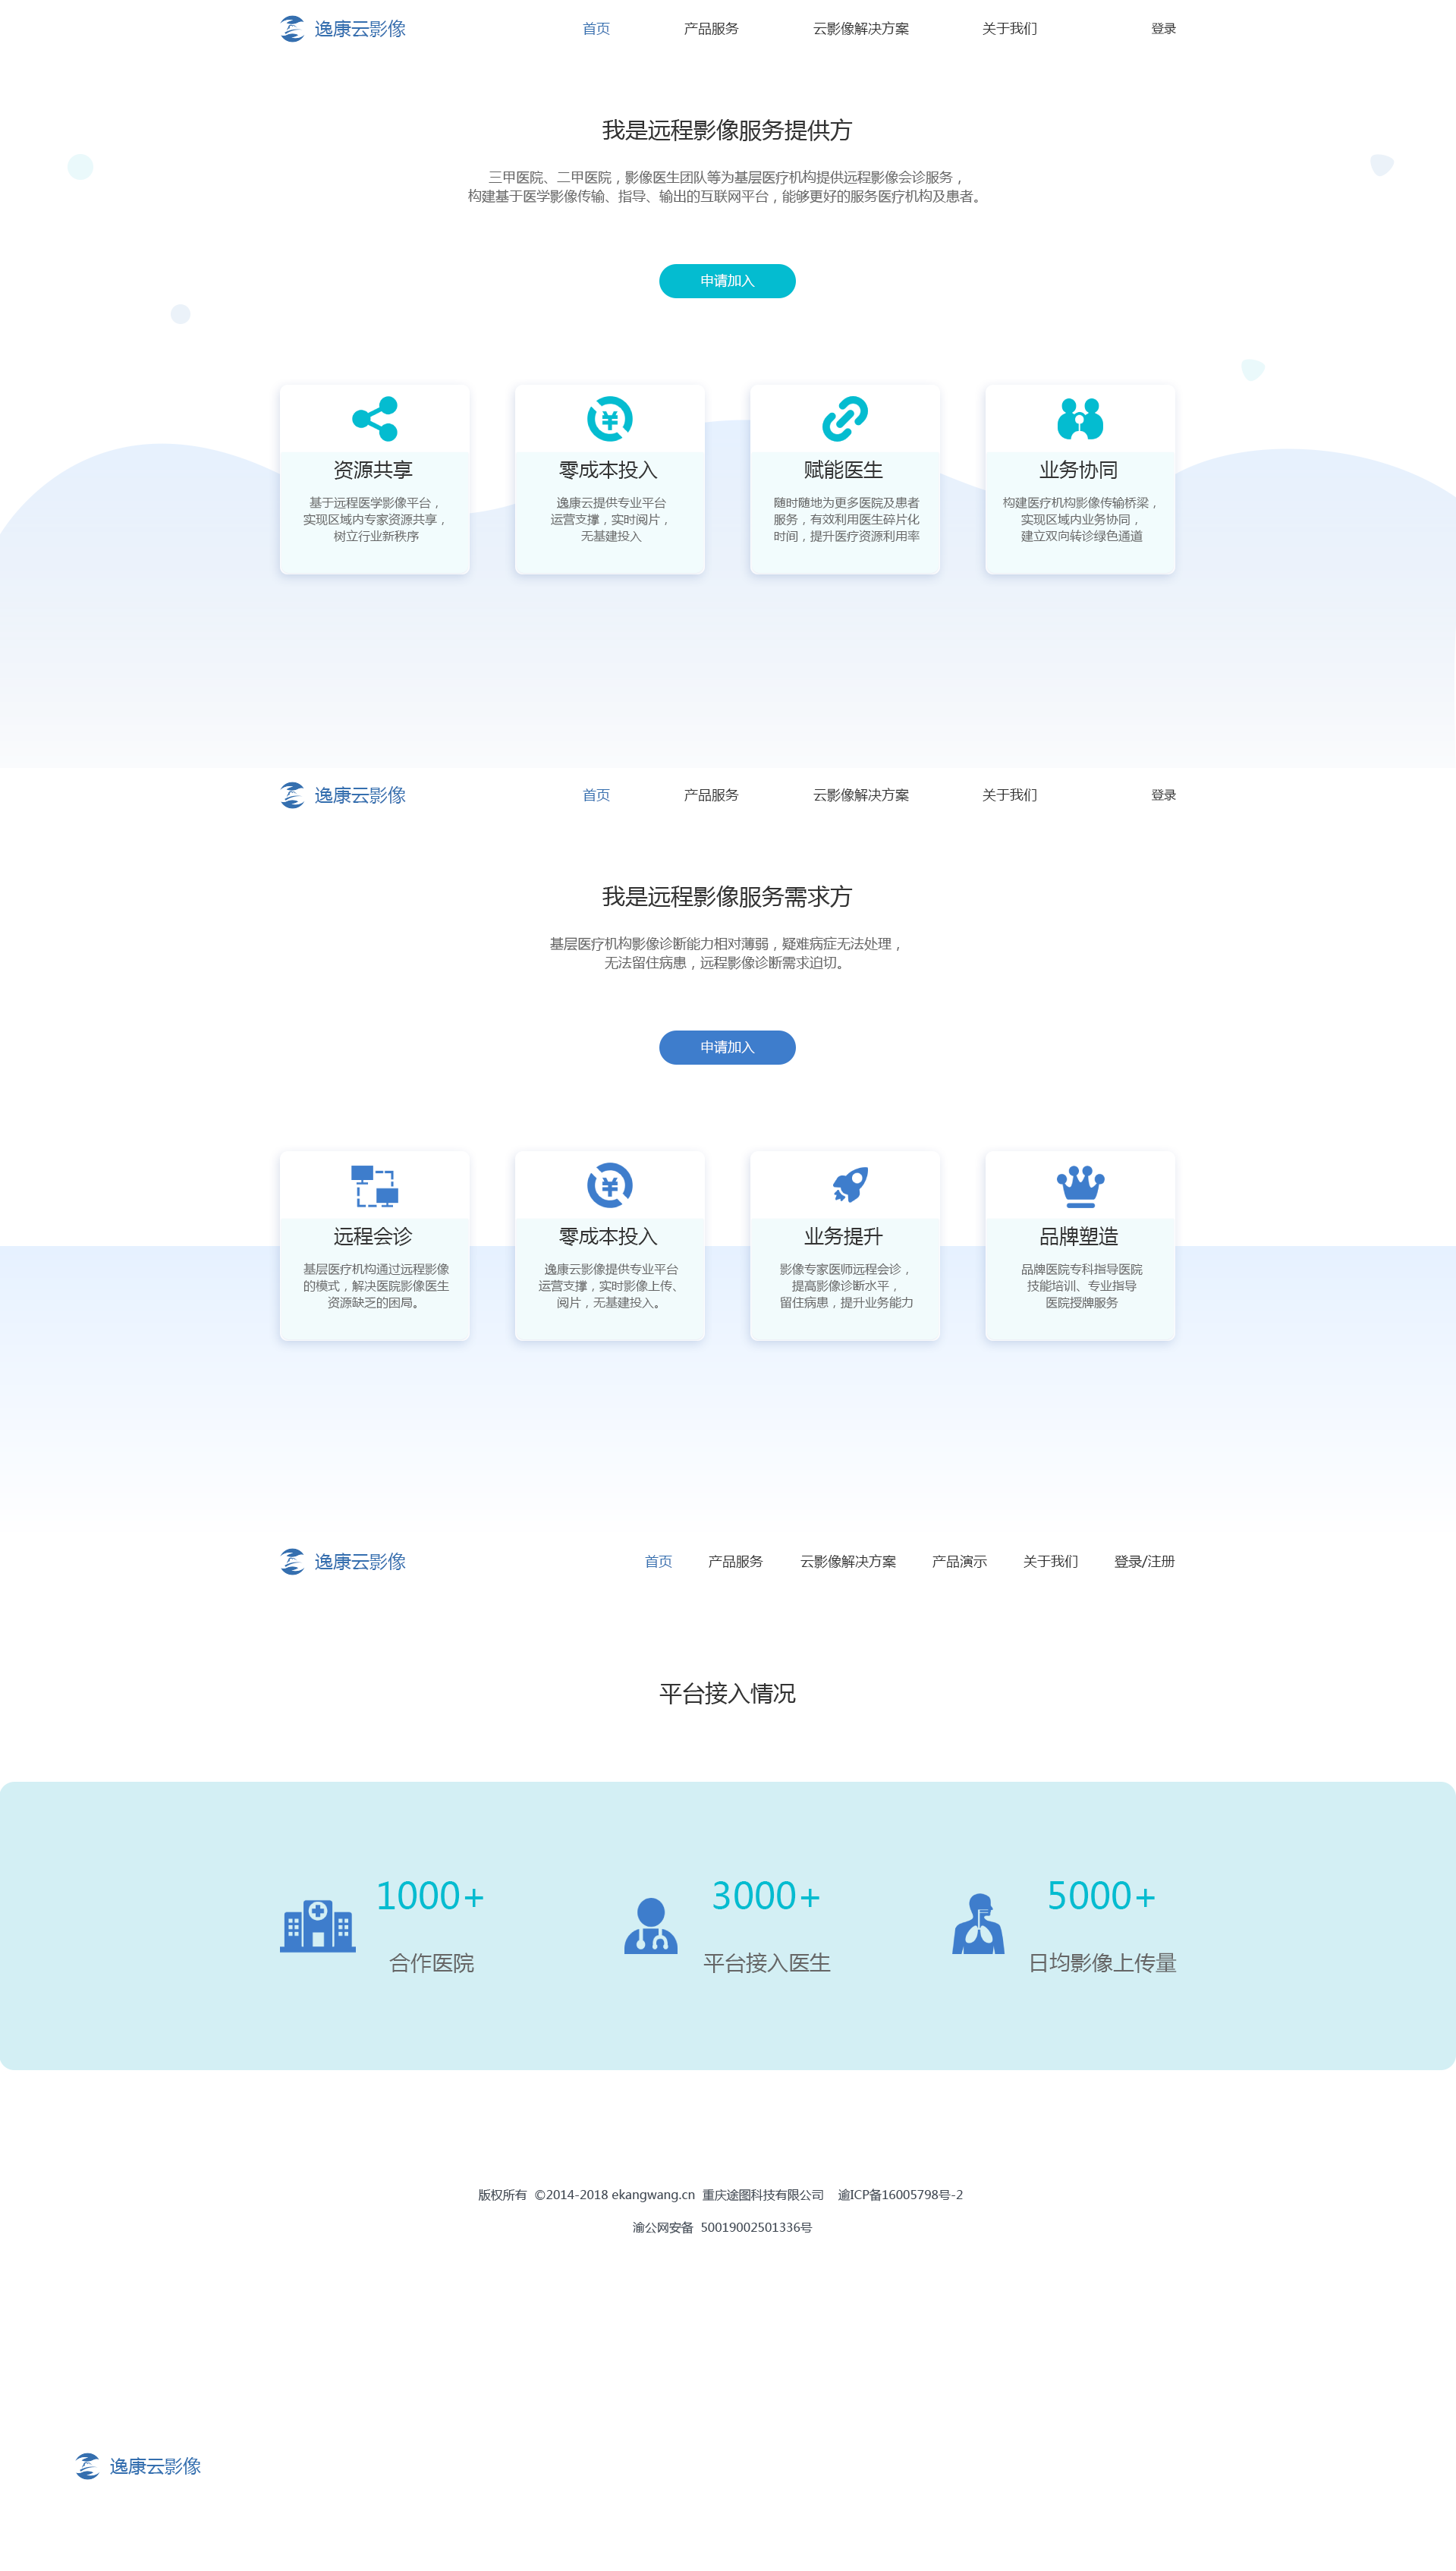 逸康云影像 首页 产品服务 云影像解决方案 关于我们 登录
我是远程影像服务提供方
三甲医院、二甲医院，影像医生团队等为基层医疗机构提供远程影像会诊服务，
构建基于医学影像传输、指导、输出的互联网平台，能够更好的服务医疗机构及患者。
申请加入
资源共享
基于远程医学影像平台，
实现区域内专家资源共享，
树立行业新秩序
零成本投入
逸康云提供专业平台
运营支撑，实时阅片，
无基建投入
赋能医生
随时随地为更多医院及患者
服务，有效利用医生碎片化
时间，提升医疗资源利用率
业务协同
构建医疗机构影像传输桥梁，
实现区域内业务协同，
建立双向转诊绿色通道
逸康云影像 首页 产品服务 云影像解决方案 关于我们 登录
我是远程影像服务需求方
基层医疗机构影像诊断能力相对薄弱，疑难病症无法处理，
无法留住病患，远程影像诊断需求迫切。
申请加入
远程会诊
基层医疗机构通过远程影像
的模式，解决医院影像医生
资源缺乏的困局。
零成本投入
逸康云影像提供专业平台
运营支撑，实时影像上传、
阅片，无基建投入。
业务提升
影像专家医师远程会诊，
提高影像诊断水平，
留住病患，提升业务能力
品牌塑造
品牌医院专科指导医院
技能培训、专业指导
医院授牌服务
逸康云影像 首页 产品服务 云影像解决方案 产品演示 关于我们 登录/注册
平台接入情况
1000+
合作医院
3000+
平台接入医生
5000+
日均影像上传量
版权所有 ©2014-2018 ekangwang.cn 重庆途图科技有限公司 逾ICP备16005798号-2
渝公网安备 50019002501336号
逸康云影像